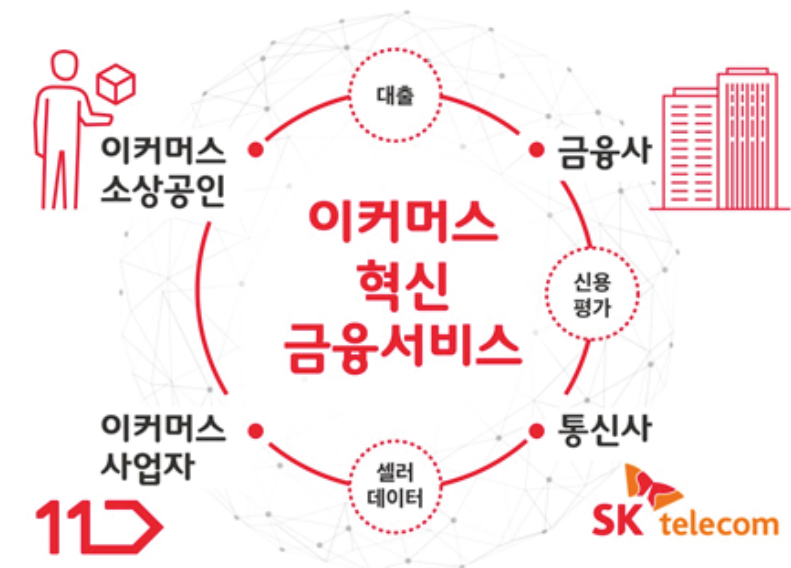 대출
이커머스
소상공인
금융사
이커머스
혁신
금융서비스
신용
평가
이커머스
사업자
통신사
셀러
데이터
11
SK telecom